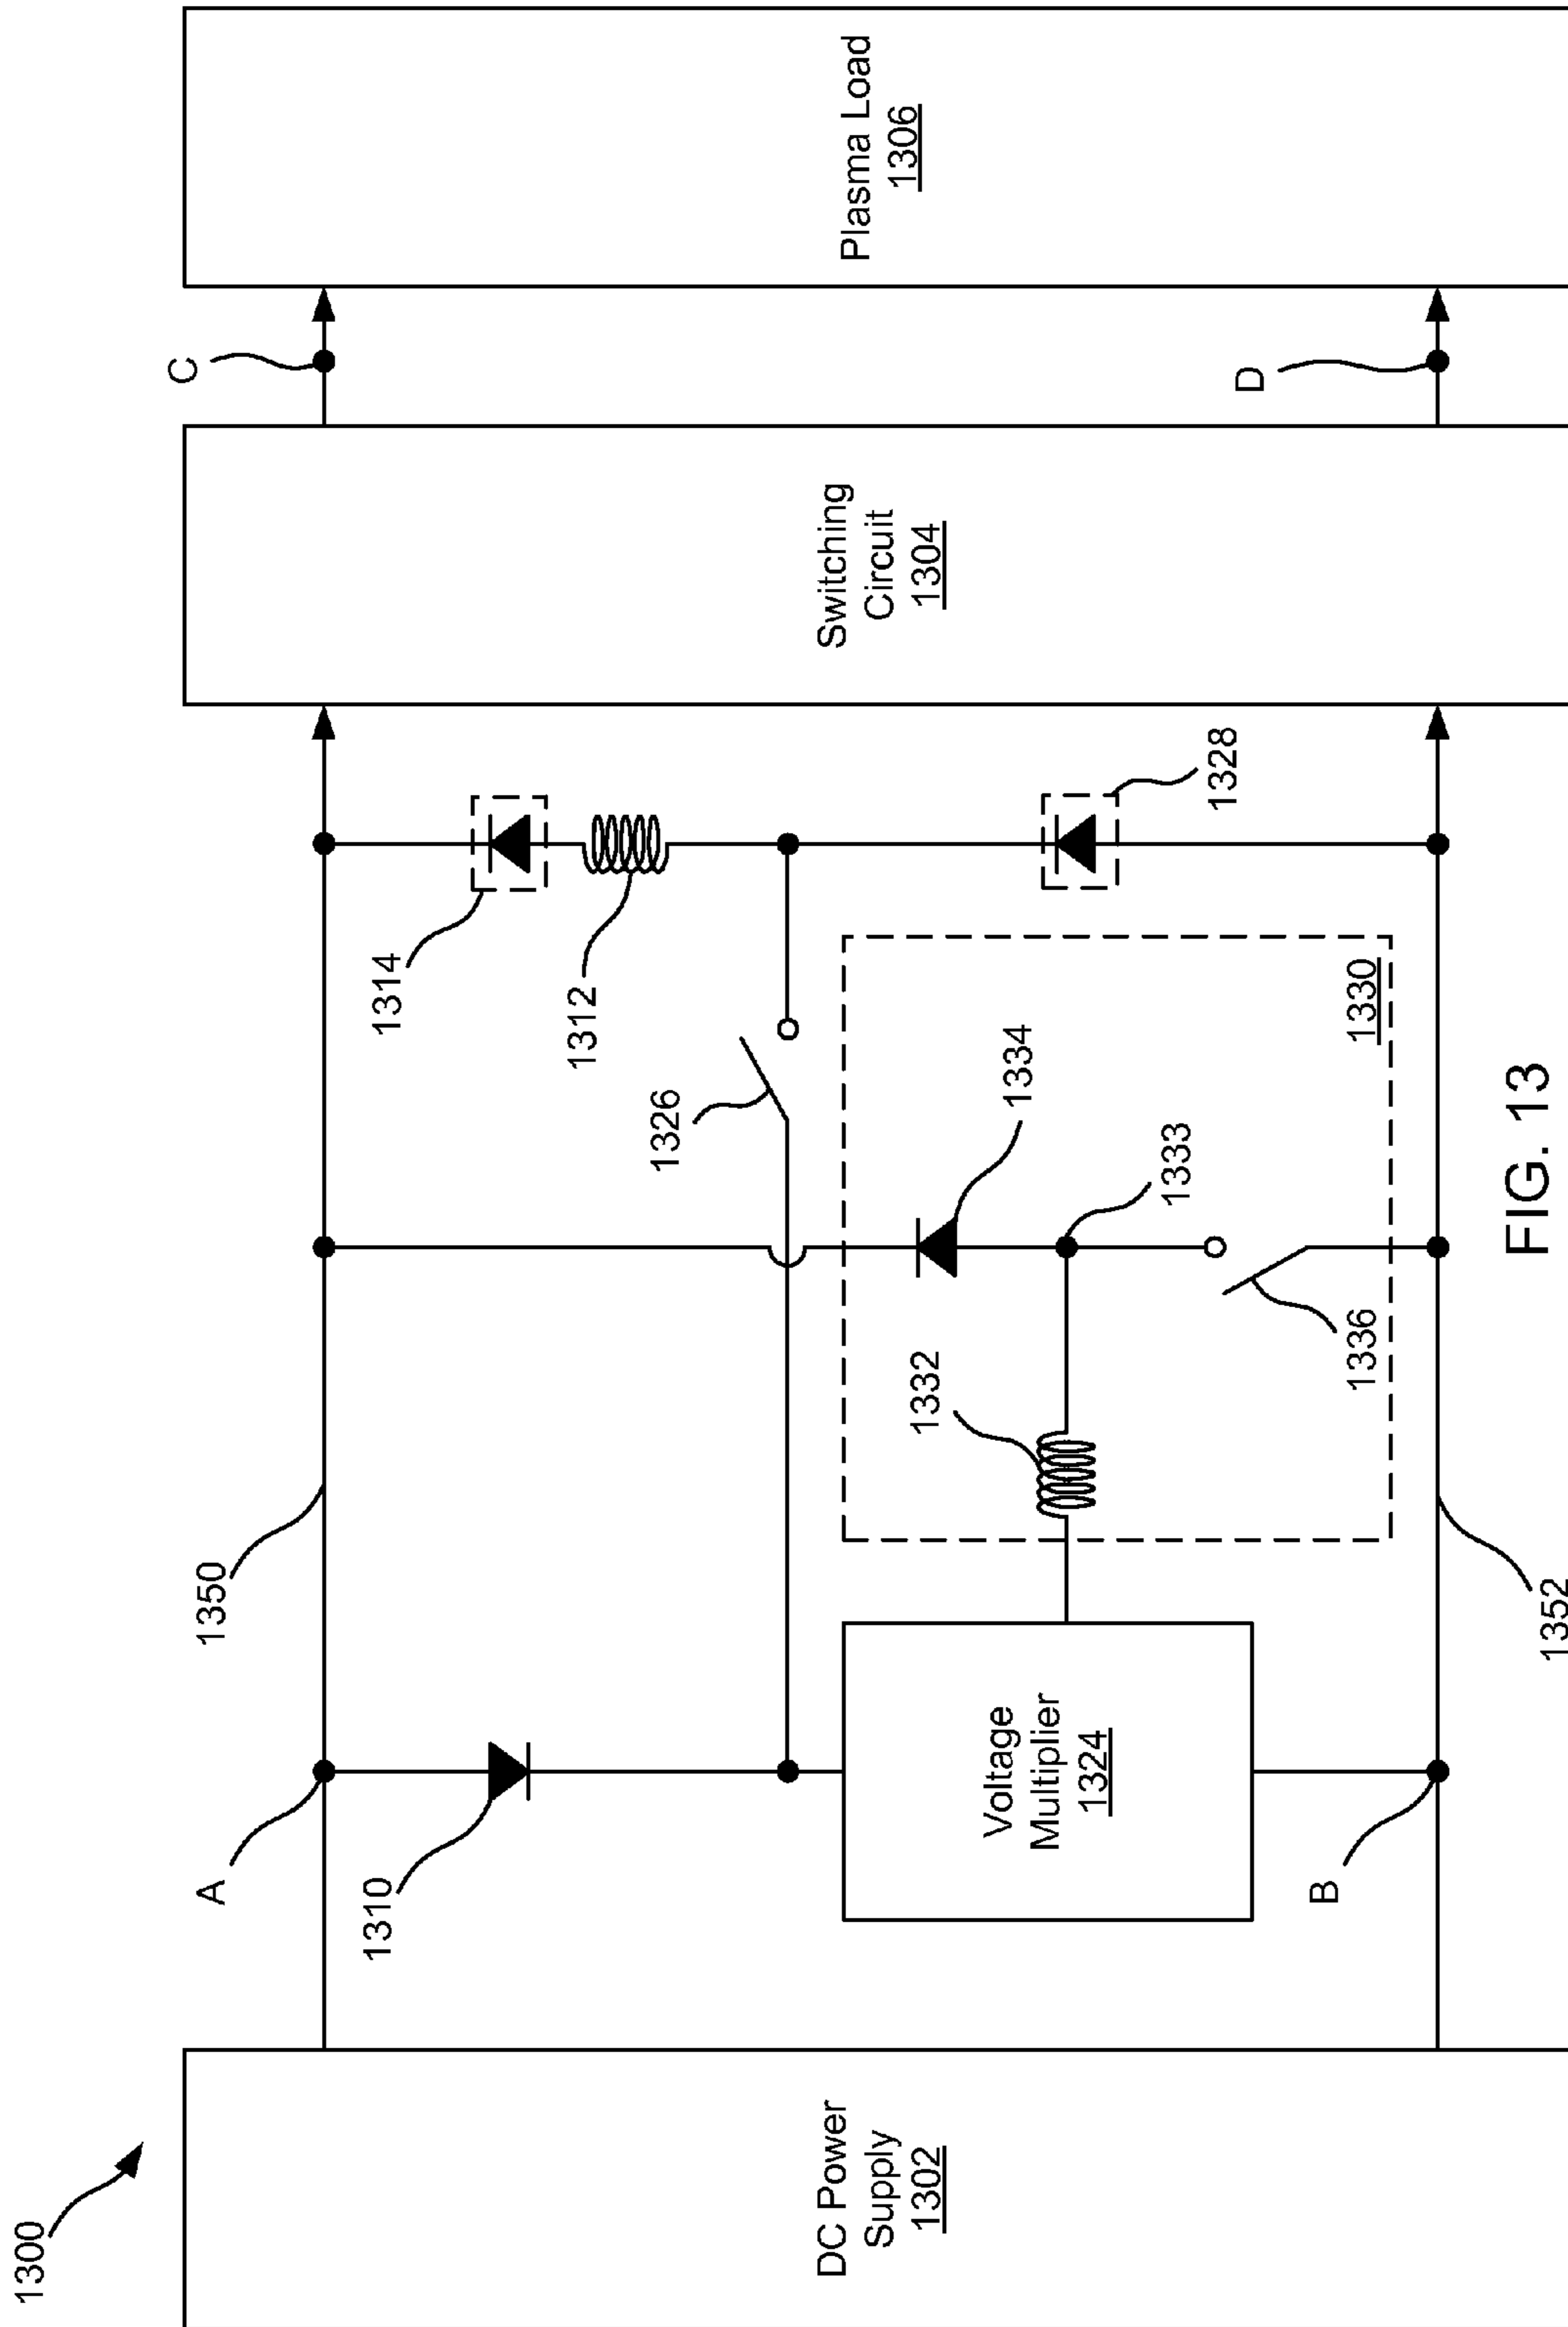 1300
DC Power
Supply
1302
A
1310
1350
Voltage
Multiplier
1324
B
1352
1332
1336
1333
1334
1330
1326
1312
1314
1328
Switching
Circuit
1304
C
D
Plasma Load
1306
FIG. 13